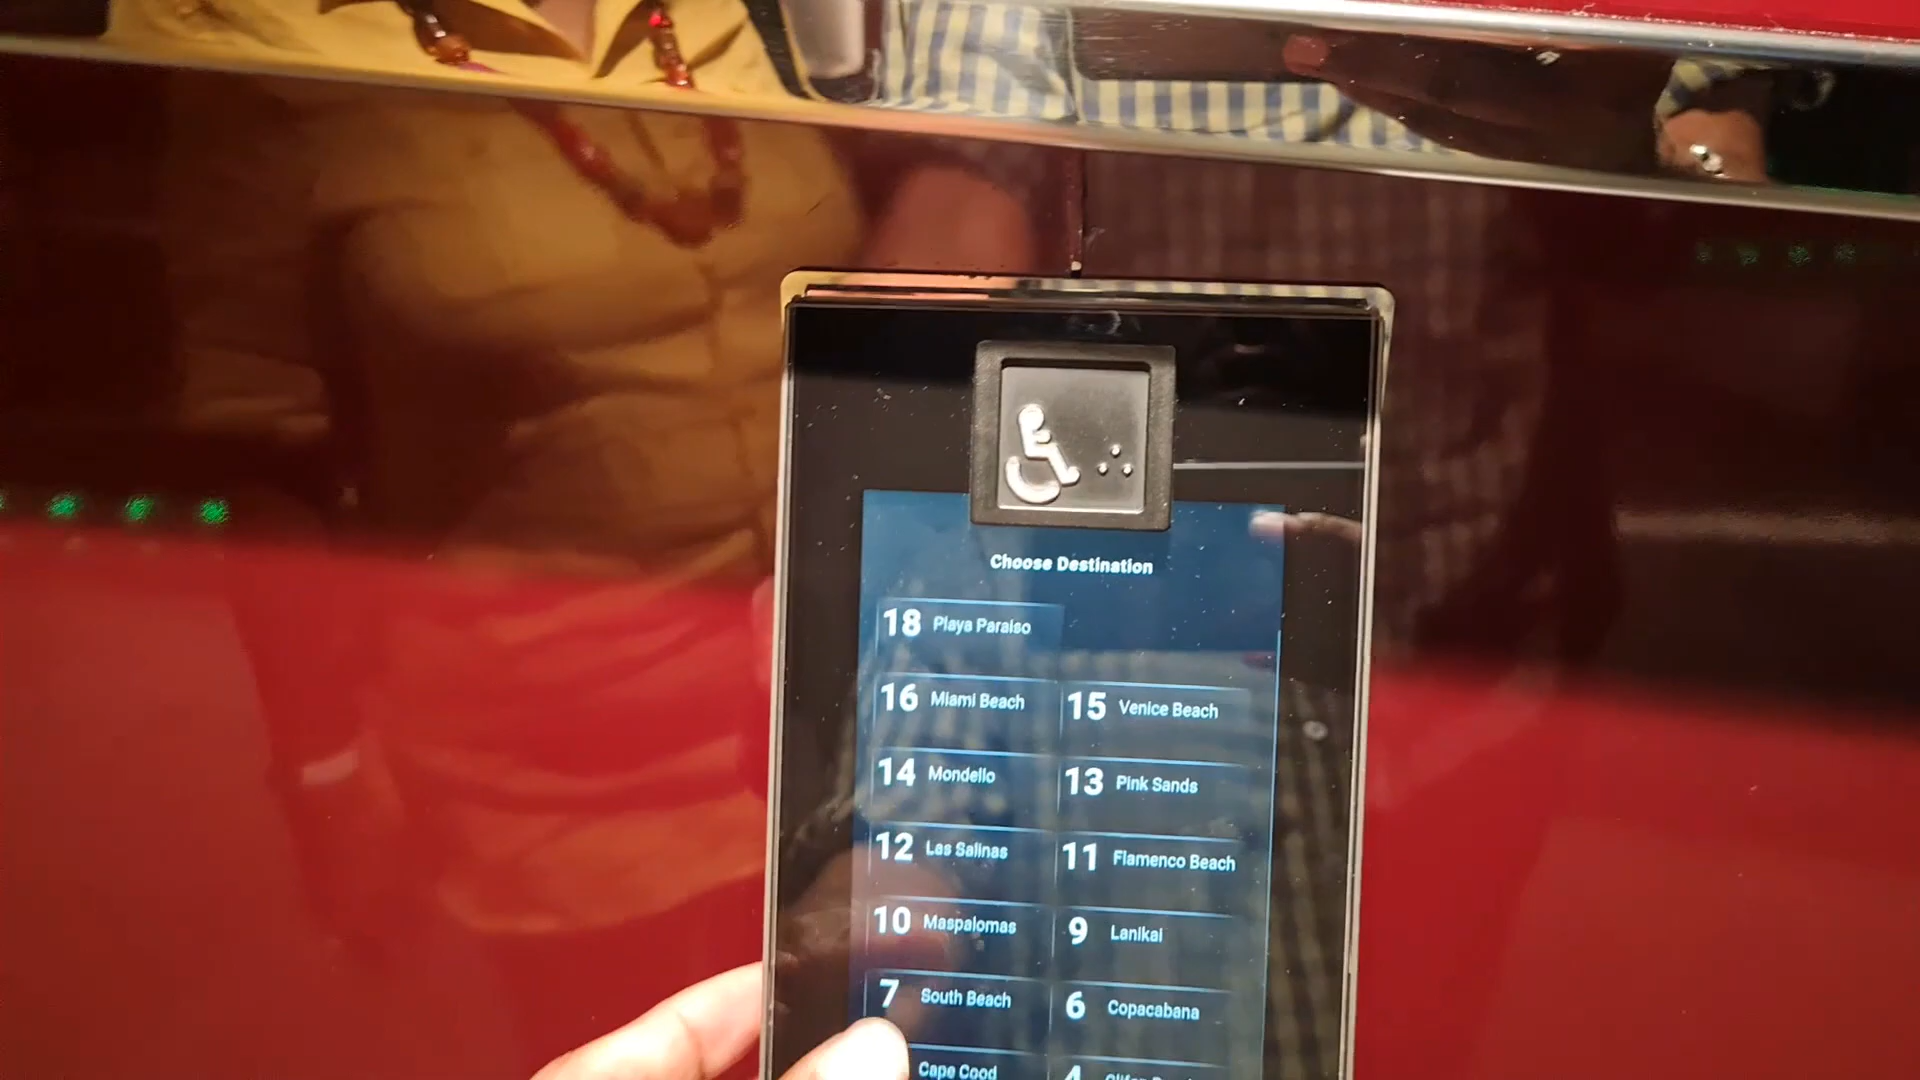 Choose Destination
18 Playa Paraiso
16 Miami Beach
15 Venice Beach
14 Mondello
13 Pink Sands
12 Las Salinas
11 Flamenco Beach
10 Maspalomas
9 Lanikai
7 South Beach
6 Copacabana
Cape Cood
4